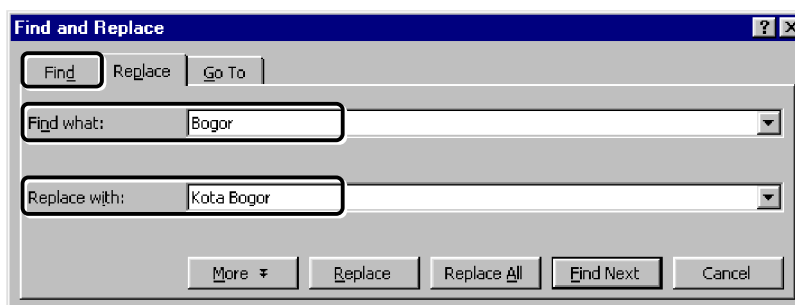 Find and Replace
Find Replace Go To
Find what: Bogor
Replace with: Kota Bogor
More Replace Replace All Find Next Cancel